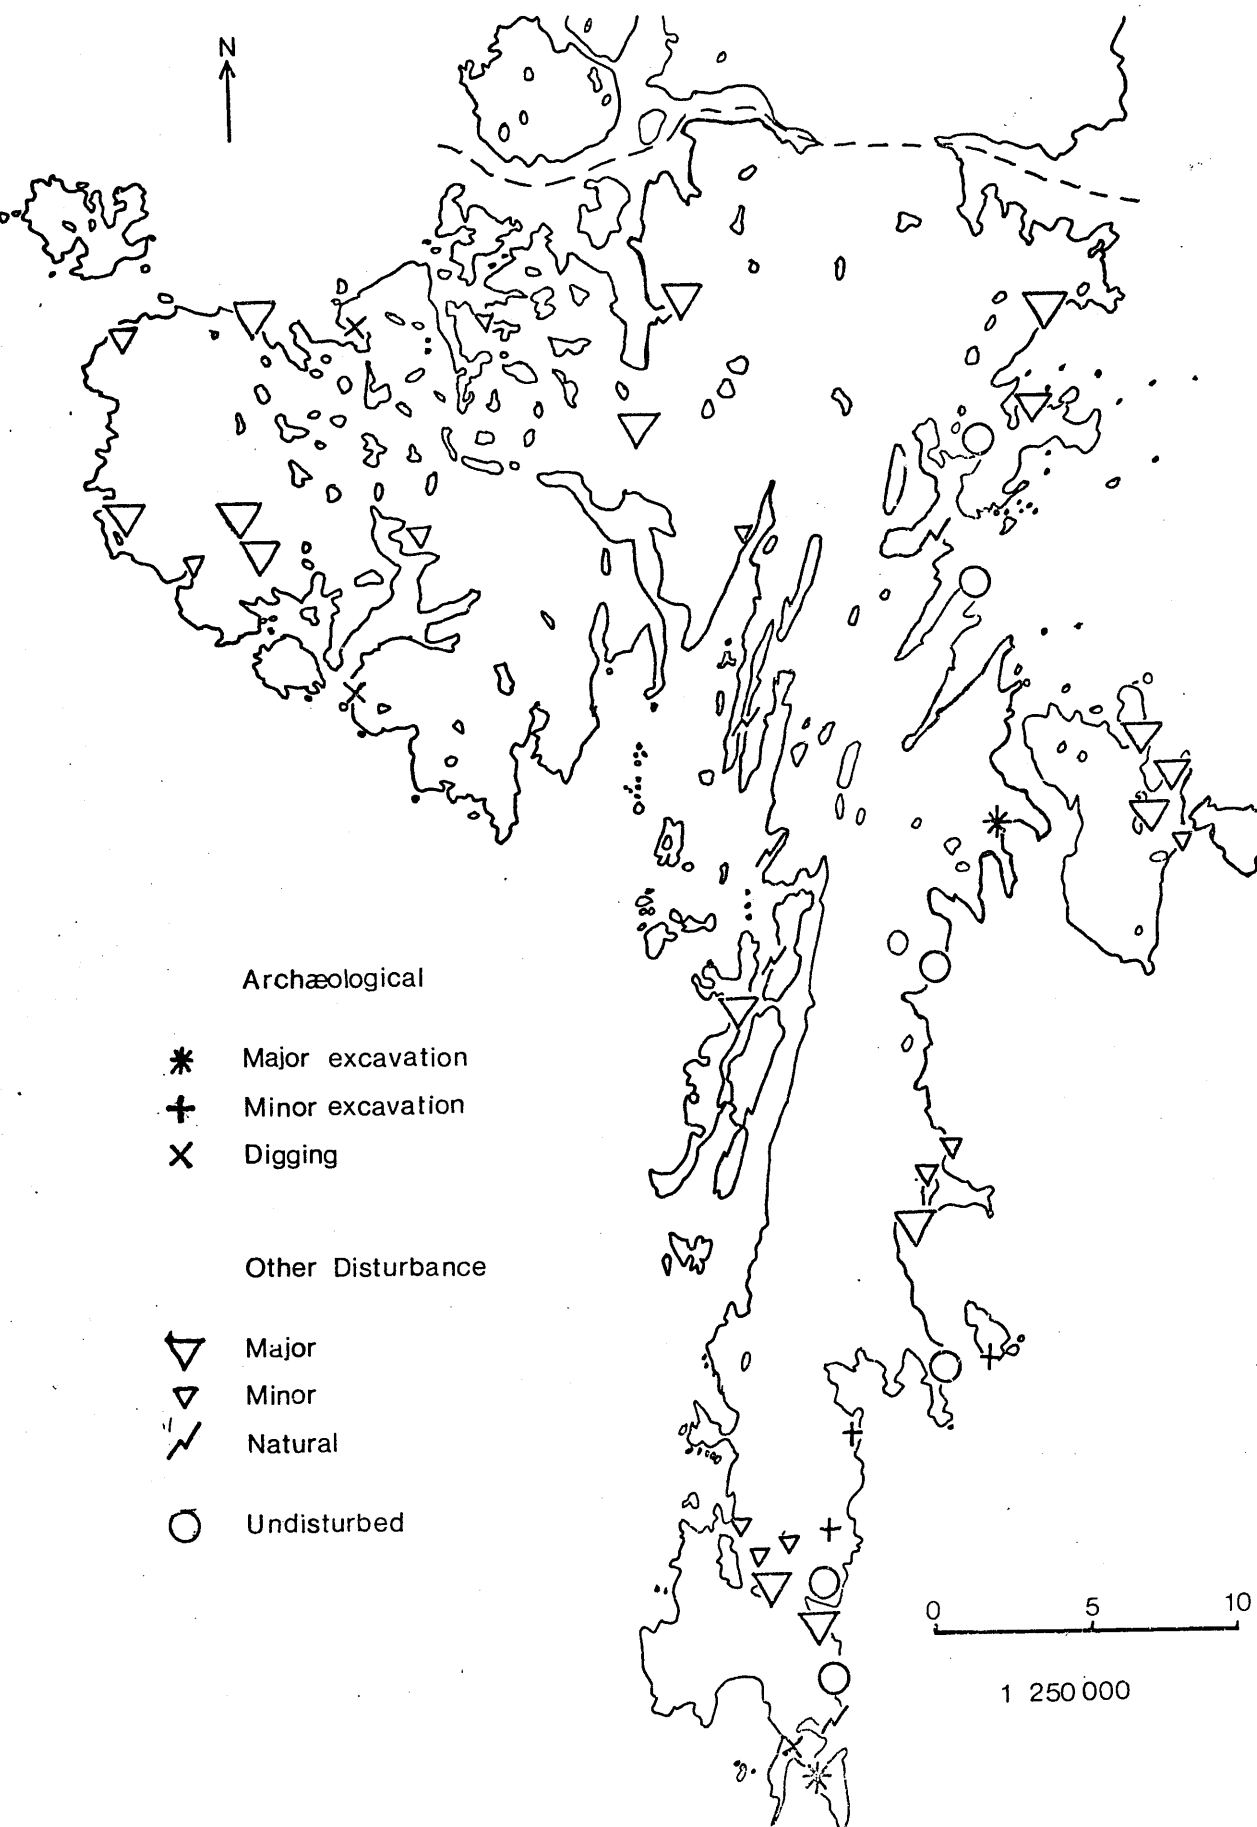 N
Archæological
Major excavation
Minor excavation
Digging
Other Disturbance
Major
Minor
Natural
Undisturbed
0 5 10
1 250 000